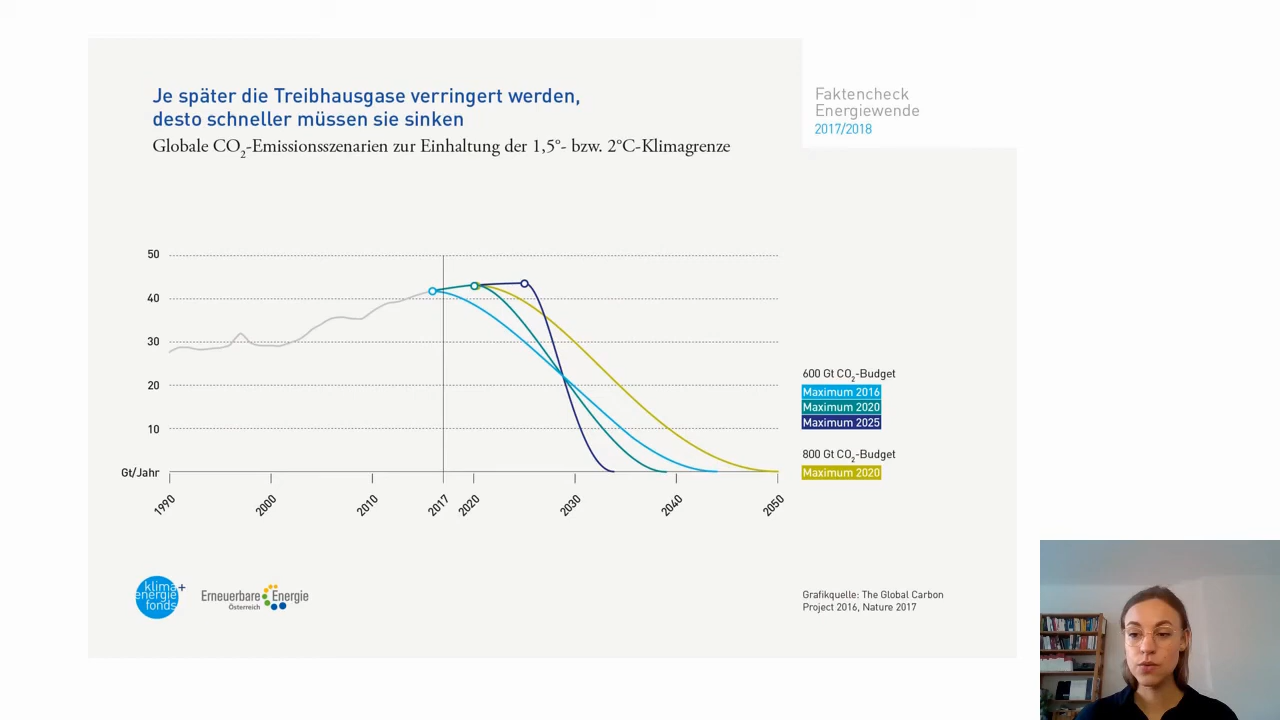 Je später die Treibhausgase verringert werden,
desto schneller müssen sie sinken
Globale CO2-Emissionsszenarien zur Einhaltung der 1,5°- bzw. 2°C-Klimagrenze
Faktencheck
Energiewende
2017/2018
50
40
30
20
10
Gt/Jahr
1990
2000
2010
2017
2020
2030
2040
2050
600 Gt CO2-Budget
Maximum 2016
Maximum 2020
Maximum 2025
800 Gt CO2-Budget
Maximum 2020
klima+
energie
fonds
Erneuerbare Energie
Österreich
Grafikquelle: The Global Carbon
Project 2016, Nature 2017